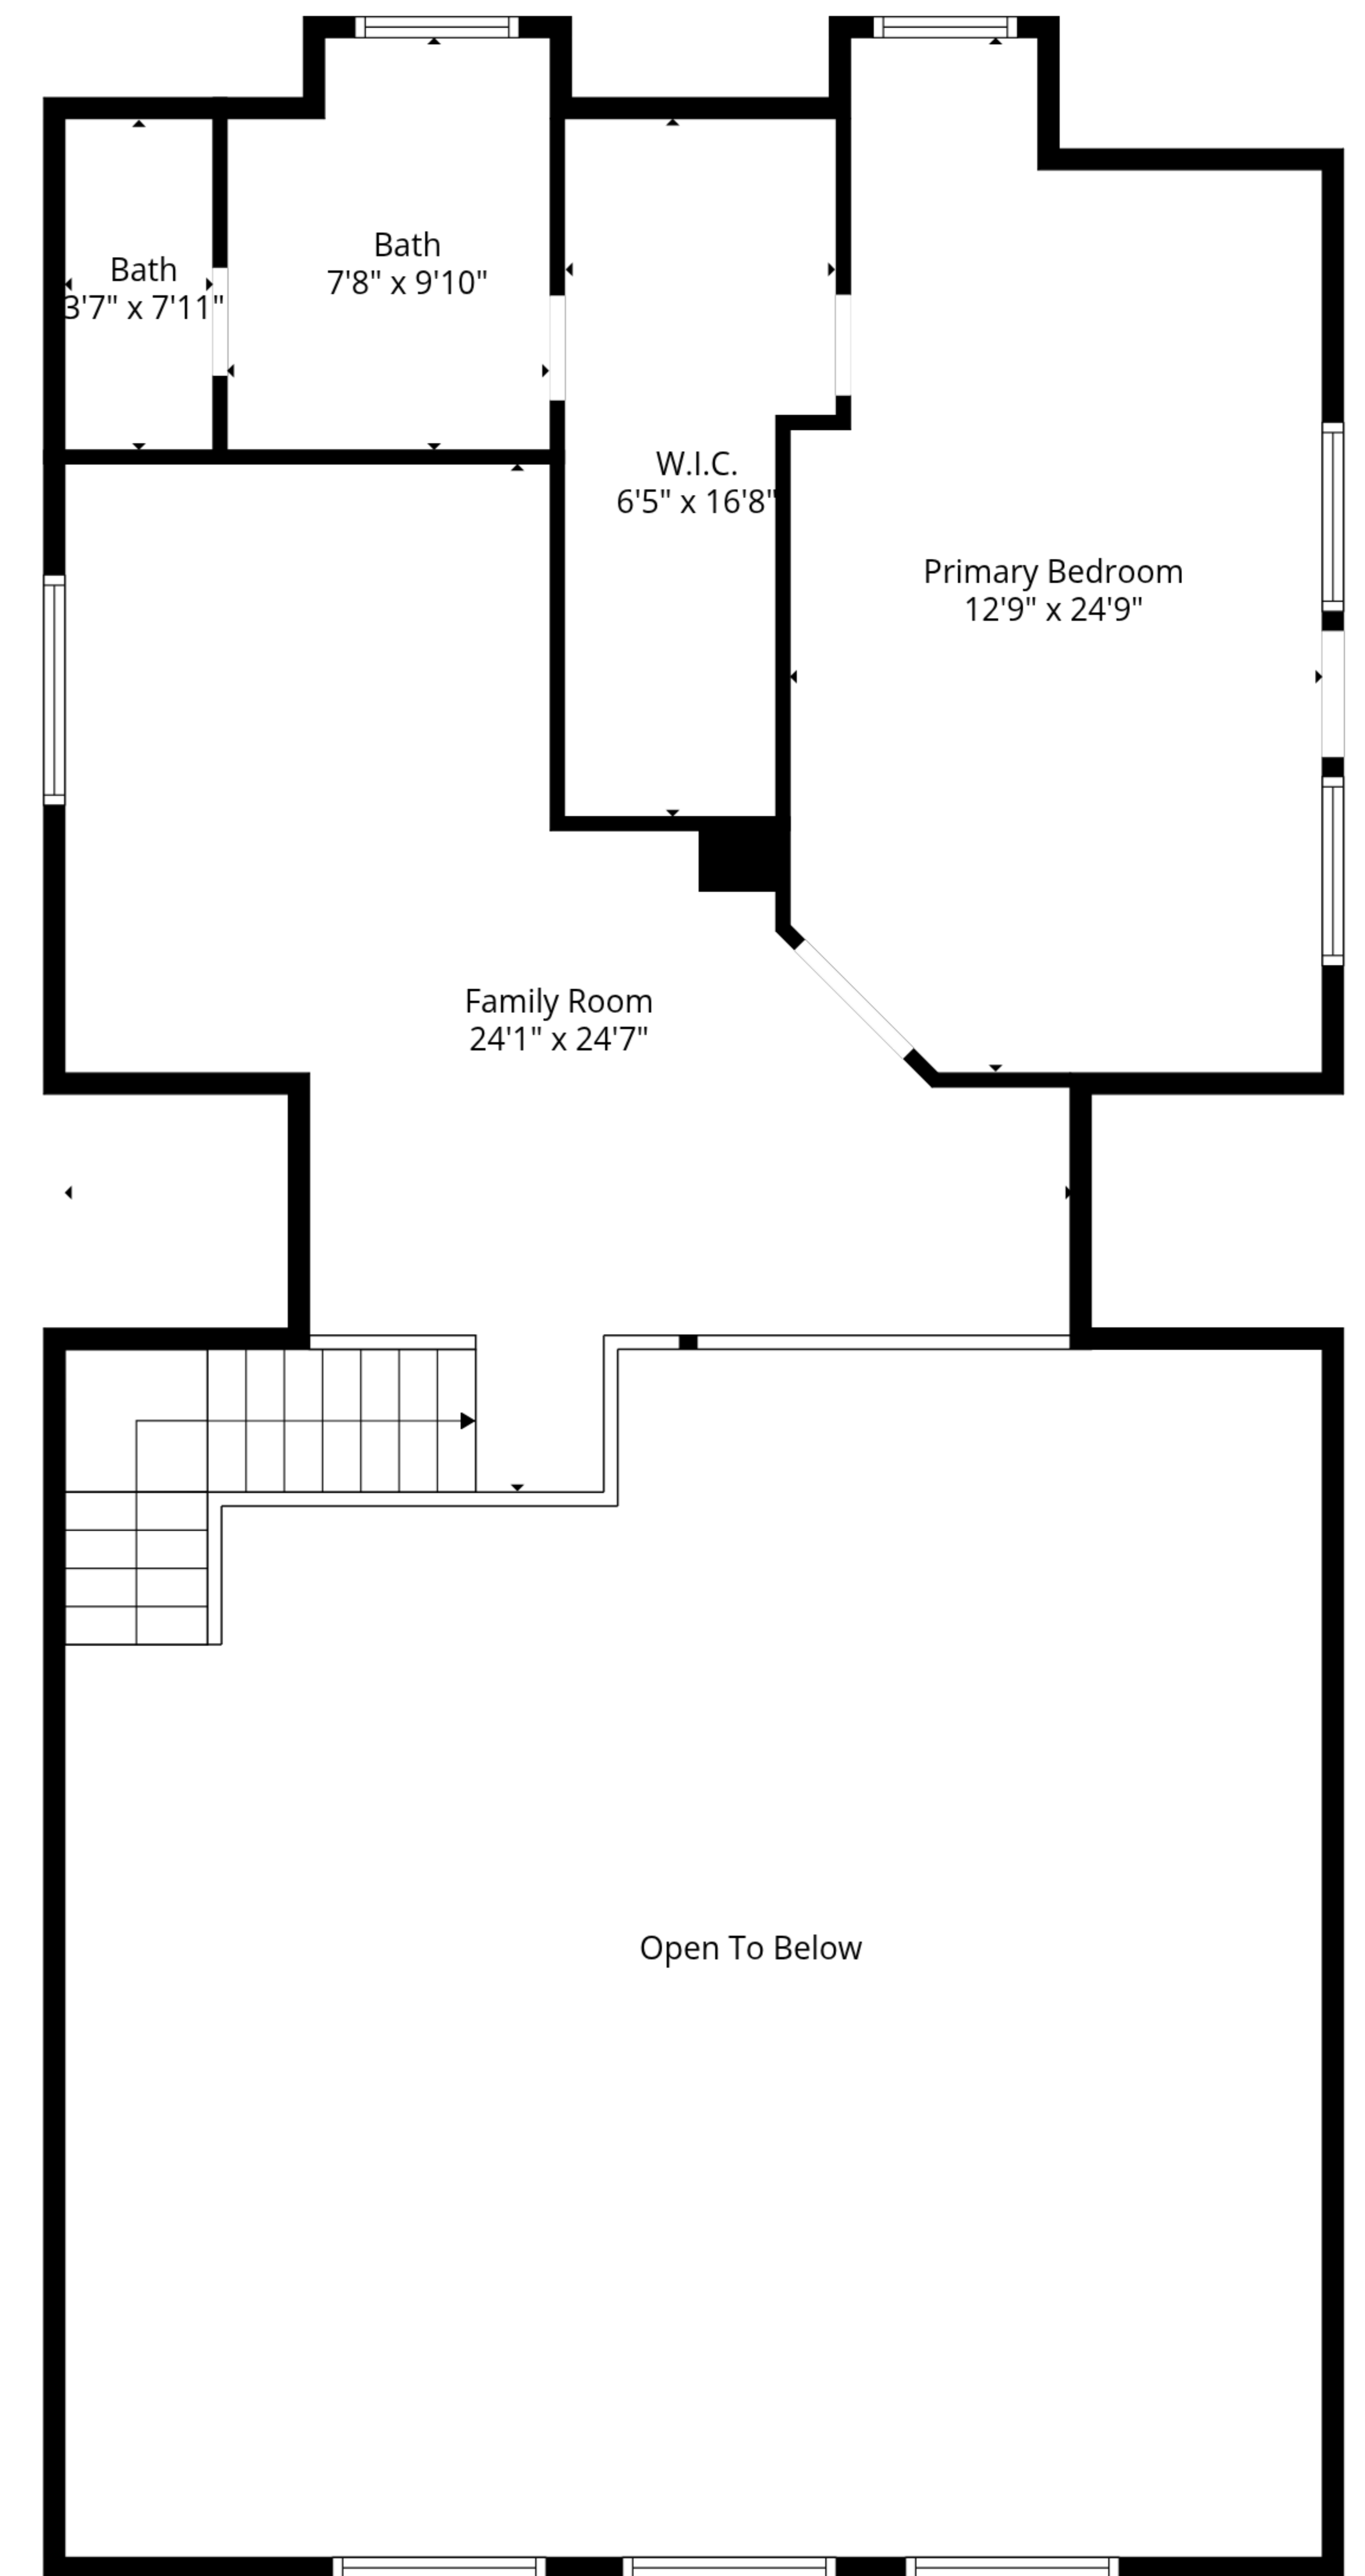 Bath
7'8" x 9'10"
Bath
3'7" x 7'11"
W.I.C.
6'5" x 16'8"
Primary Bedroom
12'9" x 24'9"
Family Room
24'1" x 24'7"
Open To Below